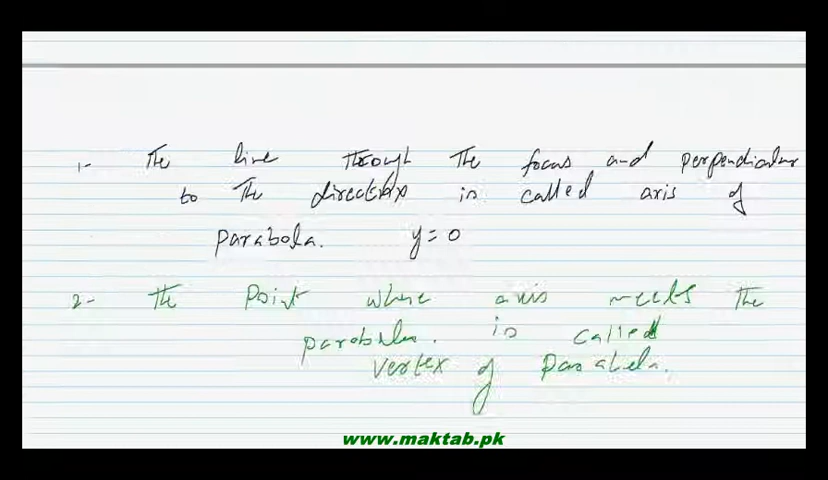 1- The line through the focus and perpendicular
to the directrix is called axis of
parabola. y = 0
2- The Point where axis meets the
parabola. is called
vertex of parabola.
www.maktab.pk